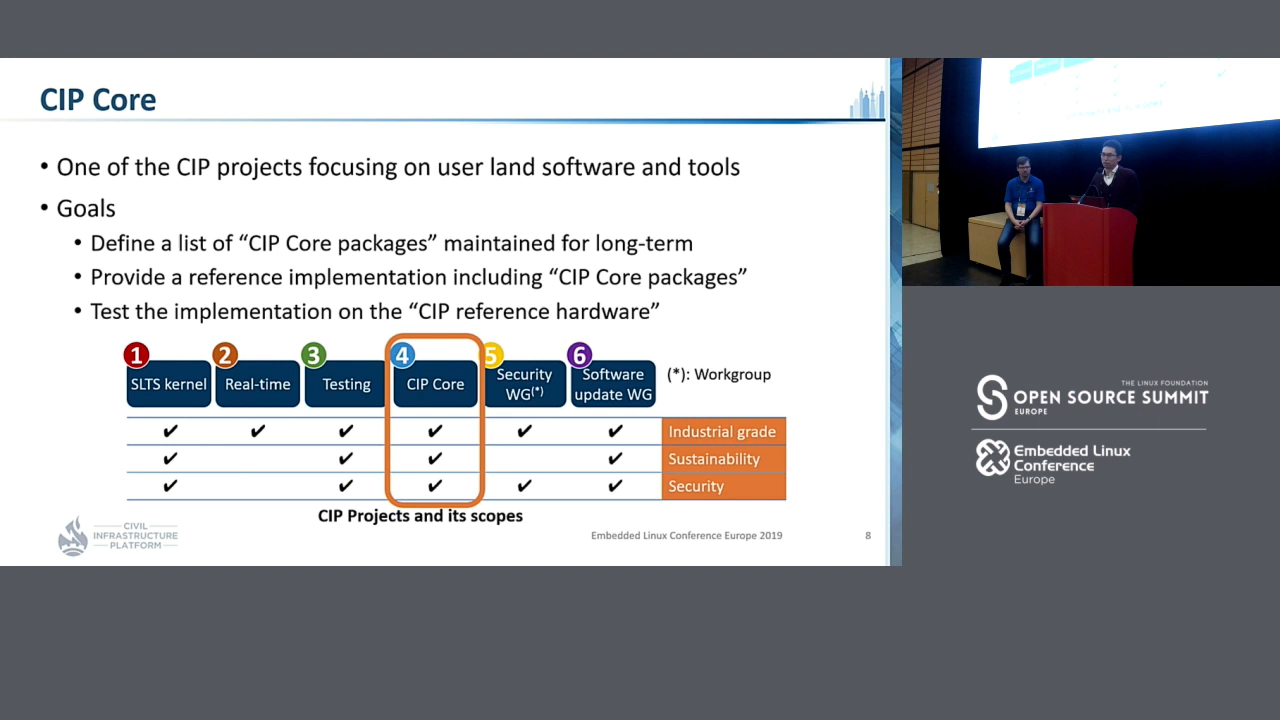 CIP Core
• One of the CIP projects focusing on user land software and tools
• Goals
• Define a list of “CIP Core packages” maintained for long-term
• Provide a reference implementation including “CIP Core packages”
• Test the implementation on the “CIP reference hardware”
1 2 3 4 5 6
SLTS kernel Real-time Testing CIP Core Security WG(*) Software update WG (*): Workgroup
✔ ✔ ✔ ✔ ✔ ✔ Industrial grade
✔ ✔ ✔ ✔ Sustainability
✔ ✔ ✔ ✔ ✔ Security
CIP Projects and its scopes
CIVIL
INFRASTRUCTURE
PLATFORM
Embedded Linux Conference Europe 2019 8
THE LINUX FOUNDATION
OPEN SOURCE SUMMIT
EUROPE
Embedded Linux
Conference
Europe